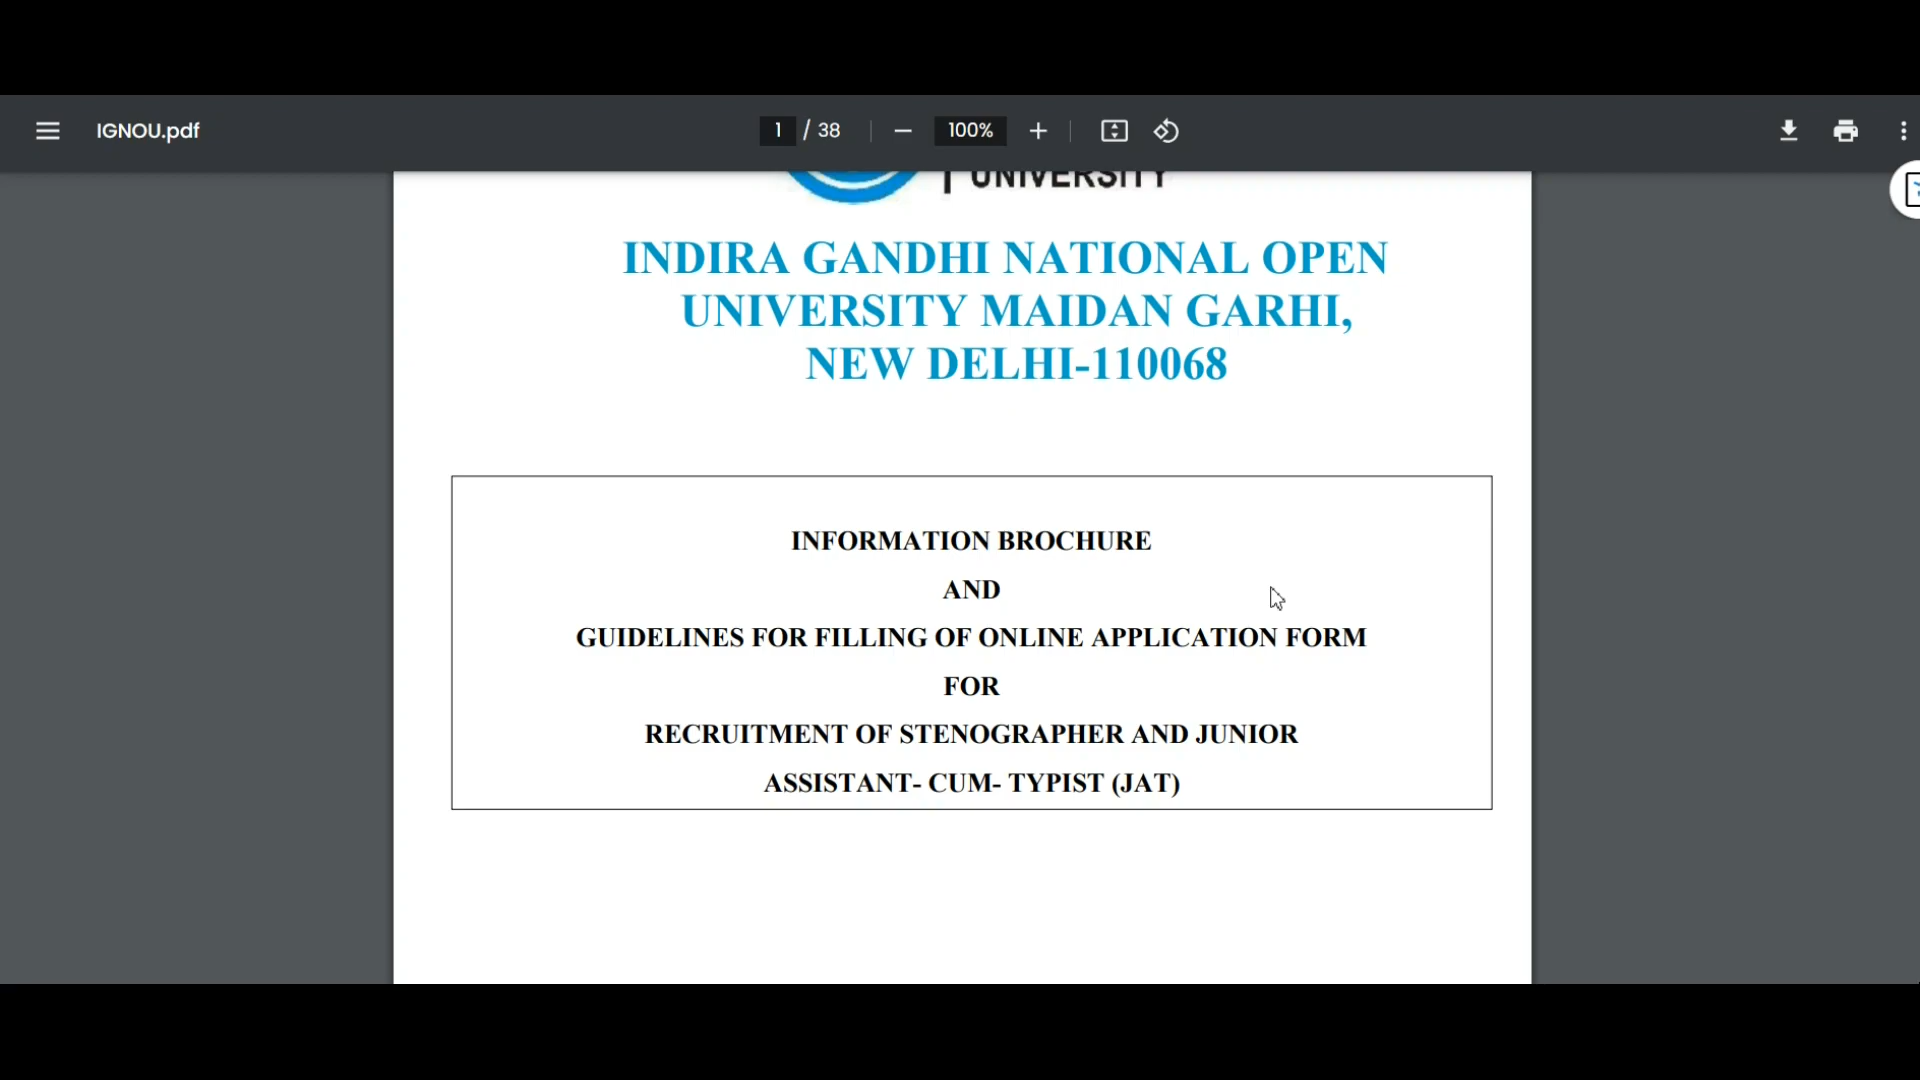 IGNOU.pdf
1 / 38
100%
UNIVERSITY
INDIRA GANDHI NATIONAL OPEN
UNIVERSITY MAIDAN GARHI,
NEW DELHI-110068
INFORMATION BROCHURE
AND
GUIDELINES FOR FILLING OF ONLINE APPLICATION FORM
FOR
RECRUITMENT OF STENOGRAPHER AND JUNIOR
ASSISTANT- CUM- TYPIST (JAT)